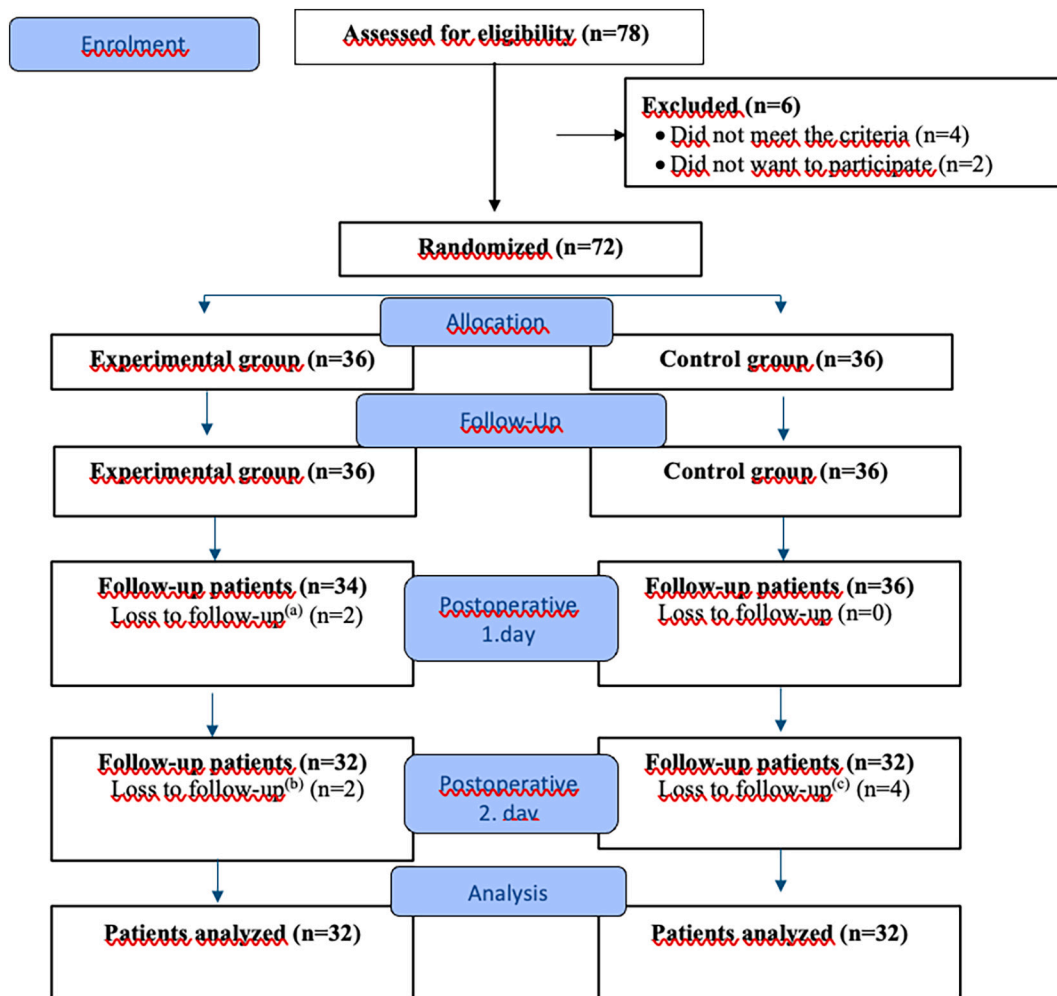 Enrolment
Assessed for eligibility (n=78)
Excluded (n=6)
• Did not meet the criteria (n=4)
• Did not want to participate (n=2)
Randomized (n=72)
Allocation
Experimental group (n=36)
Control group (n=36)
Follow-Up
Experimental group (n=36)
Control group (n=36)
Follow-up patients (n=34)
Loss to follow-up(a) (n=2)
Postoperative
1.day
Follow-up patients (n=36)
Loss to follow-up (n=0)
Follow-up patients (n=32)
Loss to follow-up(b) (n=2)
Postoperative
2. day
Follow-up patients (n=32)
Loss to follow-up(c) (n=4)
Analysis
Patients analyzed (n=32)
Patients analyzed (n=32)